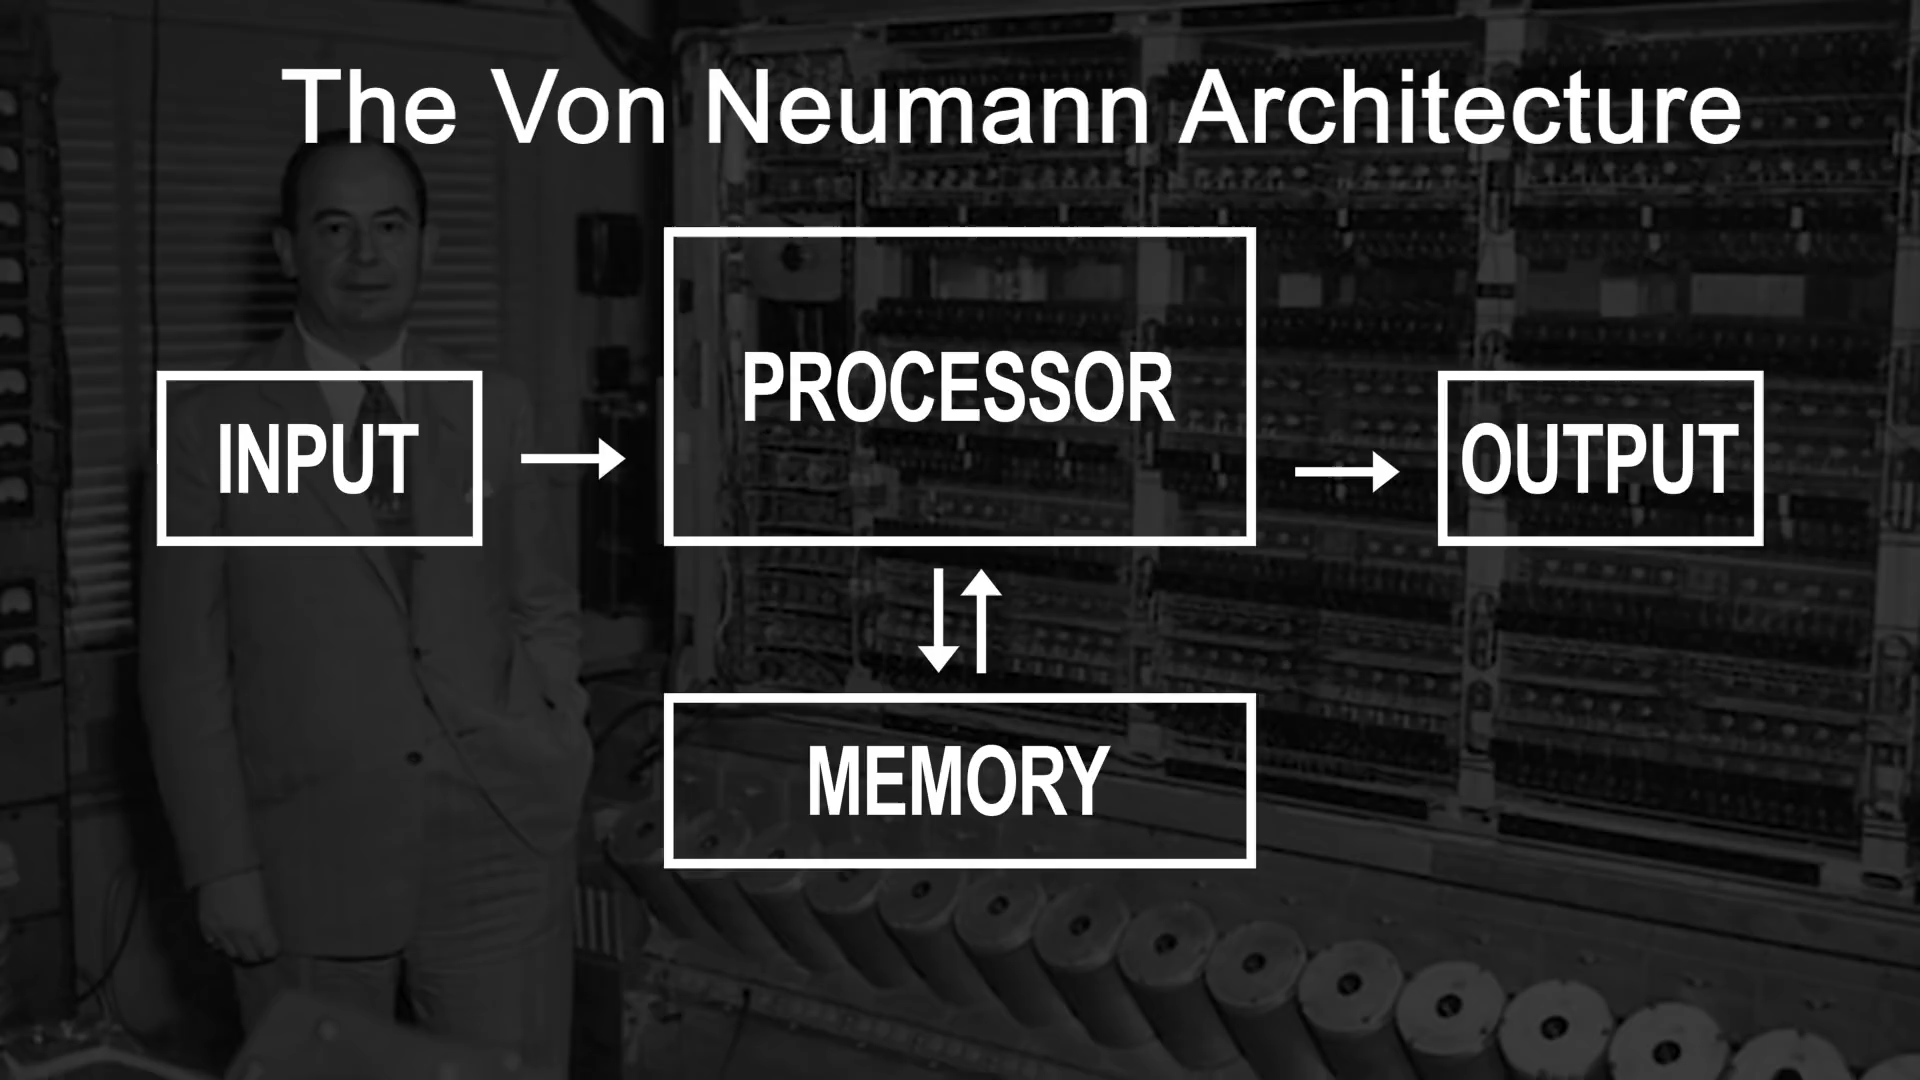 The Von Neumann Architecture
PROCESSOR
INPUT
OUTPUT
MEMORY